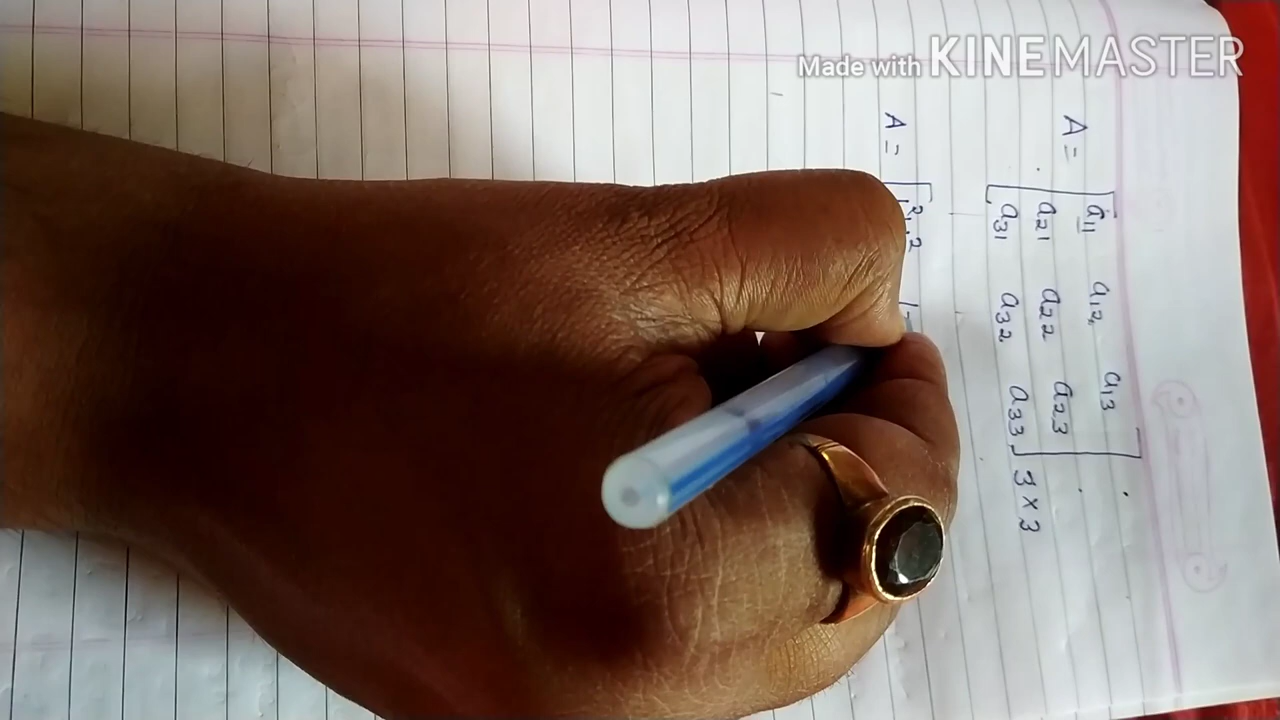 Made with KINEMASTER
A = [ a11 a12 a13
a21 a22 a23
a31 a32 a33 ] 3×3
A = [